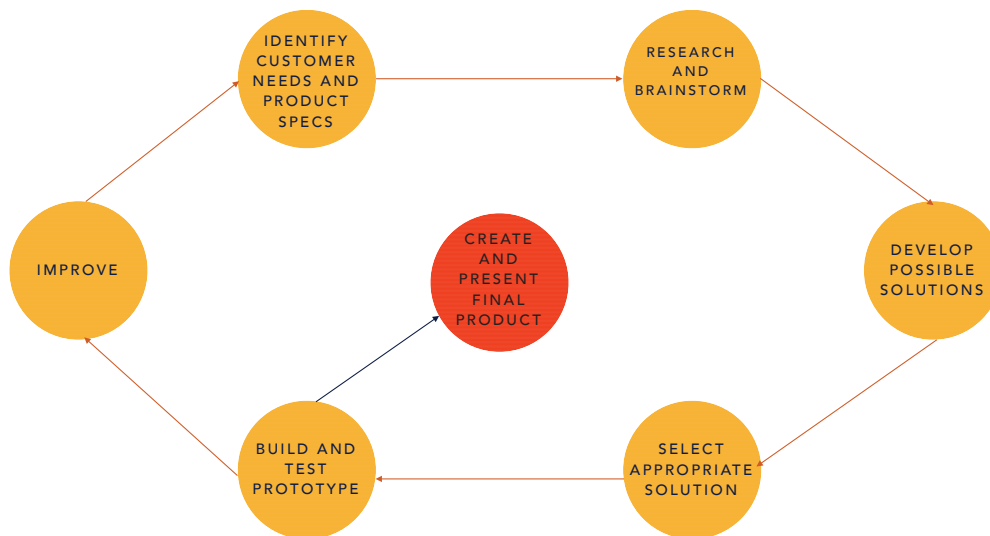 IDENTIFY
CUSTOMER
NEEDS AND
PRODUCT
SPECS
RESEARCH
AND
BRAINSTORM
DEVELOP
POSSIBLE
SOLUTIONS
SELECT
APPROPRIATE
SOLUTION
BUILD AND
TEST
PROTOTYPE
IMPROVE
CREATE
AND
PRESENT
FINAL
PRODUCT